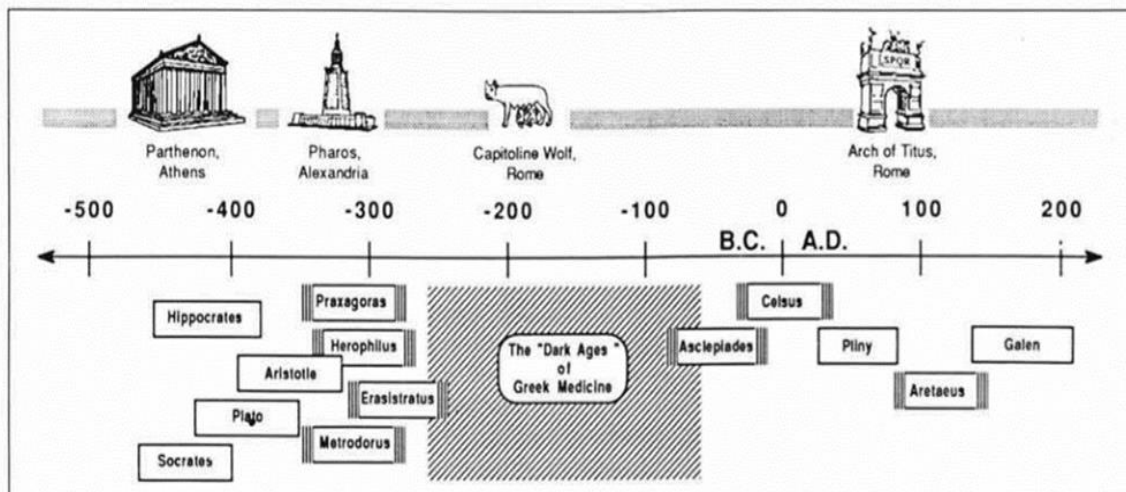 SPQR
Parthenon,
Athens
Pharos,
Alexandria
Capitoline Wolf,
Rome
Arch of Titus,
Rome
-500 -400 -300 -200 -100 0 100 200
B.C. A.D.
Hippocrates
Praxagoras
Celsus
Herophilus
Asclepiades
Pliny
Galen
Aristotle
The "Dark Ages"
of
Greek Medicine
Erasistratus
Aretaeus
Plato
Metrodorus
Socrates